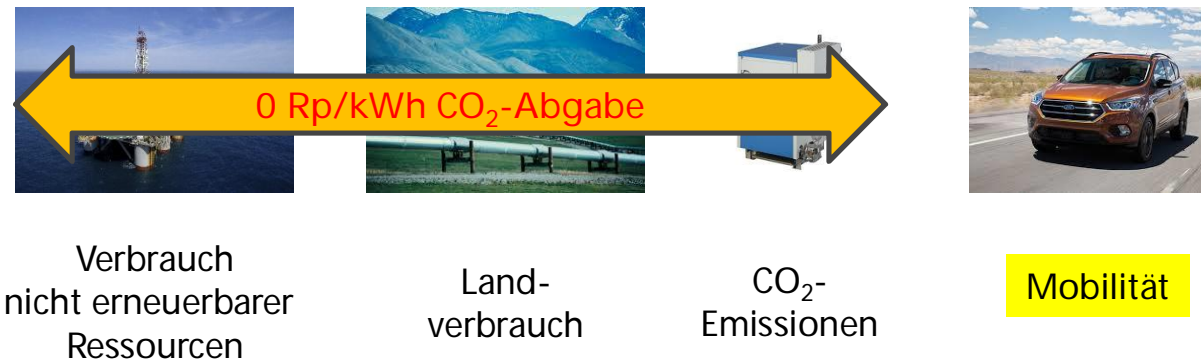 0 Rp/kWh CO₂-Abgabe
Verbrauch
nicht erneuerbarer
Ressourcen
Land-
verbrauch
CO₂-
Emissionen
Mobilität